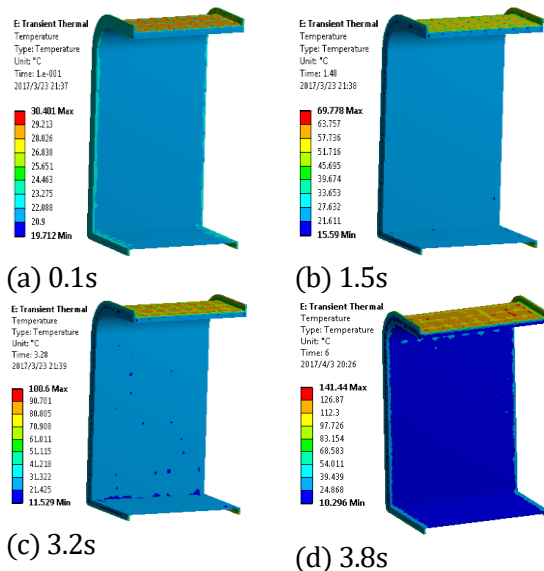 E: Transient Thermal
Temperature
Type: Temperature
Unit: °C
Time: 1.e-001
2017/3/23 21:37
30.401 Max
29.213
28.026
26.838
25.651
24.463
23.275
22.088
20.9
19.712 Min
(a) 0.1s
E: Transient Thermal
Temperature
Type: Temperature
Unit: °C
Time: 1.48
2017/3/23 21:38
69.778 Max
63.757
57.736
51.716
45.695
39.674
33.653
27.632
21.611
15.59 Min
(b) 1.5s
E: Transient Thermal
Temperature
Type: Temperature
Unit: °C
Time: 3.28
2017/3/23 21:39
100.6 Max
90.701
80.805
70.908
61.011
51.115
41.218
31.322
21.425
11.529 Min
(c) 3.2s
E: Transient Thermal
Temperature
Type: Temperature
Unit: °C
Time: 6
2017/4/3 20:26
141.44 Max
126.87
112.3
97.726
83.154
68.583
54.011
39.439
24.868
10.296 Min
(d) 3.8s